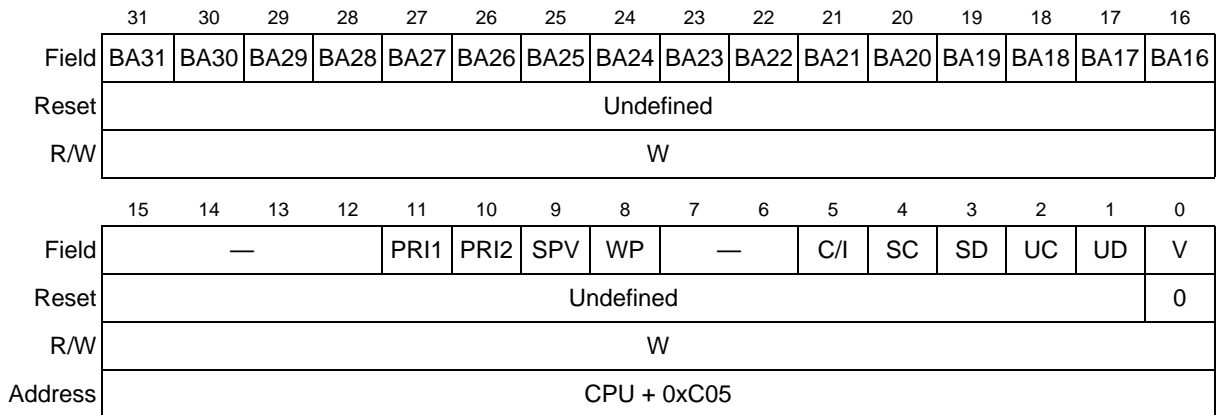 31 30 29 28 27 26 25 24 23 22 21 20 19 18 17 16
Field BA31 BA30 BA29 BA28 BA27 BA26 BA25 BA24 BA23 BA22 BA21 BA20 BA19 BA18 BA17 BA16
Reset Undefined
R/W W
15 14 13 12 11 10 9 8 7 6 5 4 3 2 1 0
Field — PRI1 PRI2 SPV WP — C/I SC SD UC UD V
Reset Undefined 0
R/W W
Address CPU + 0xC05